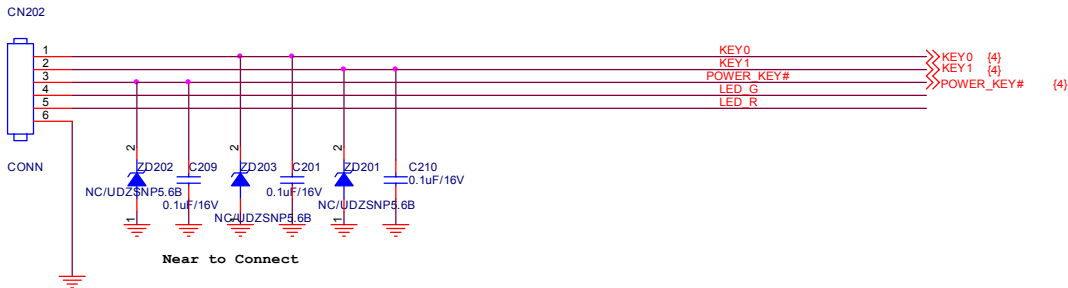 CN202
1
2
3
4
5
6
CONN
KEY0
KEY1
POWER_KEY#
LED_G
LED_R
KEY0 {4}
KEY1 {4}
POWER_KEY# {4}
2
ZD202
C209
2
ZD203
C201
2
ZD201
C210
0.1uF/16V
NC/UDZSNP5.6B
0.1uF/16V
NC/UDZSNP5.6B
0.1uF/16V
NC/UDZSNP5.6B
1
1
1
Near to Connect